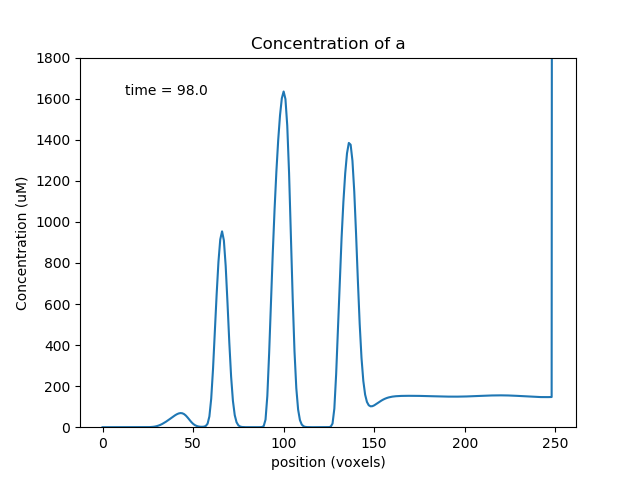 Concentration of a
time = 98.0
Concentration (uM)
1800
1600
1400
1200
1000
800
600
400
200
0
0 50 100 150 200 250
position (voxels)